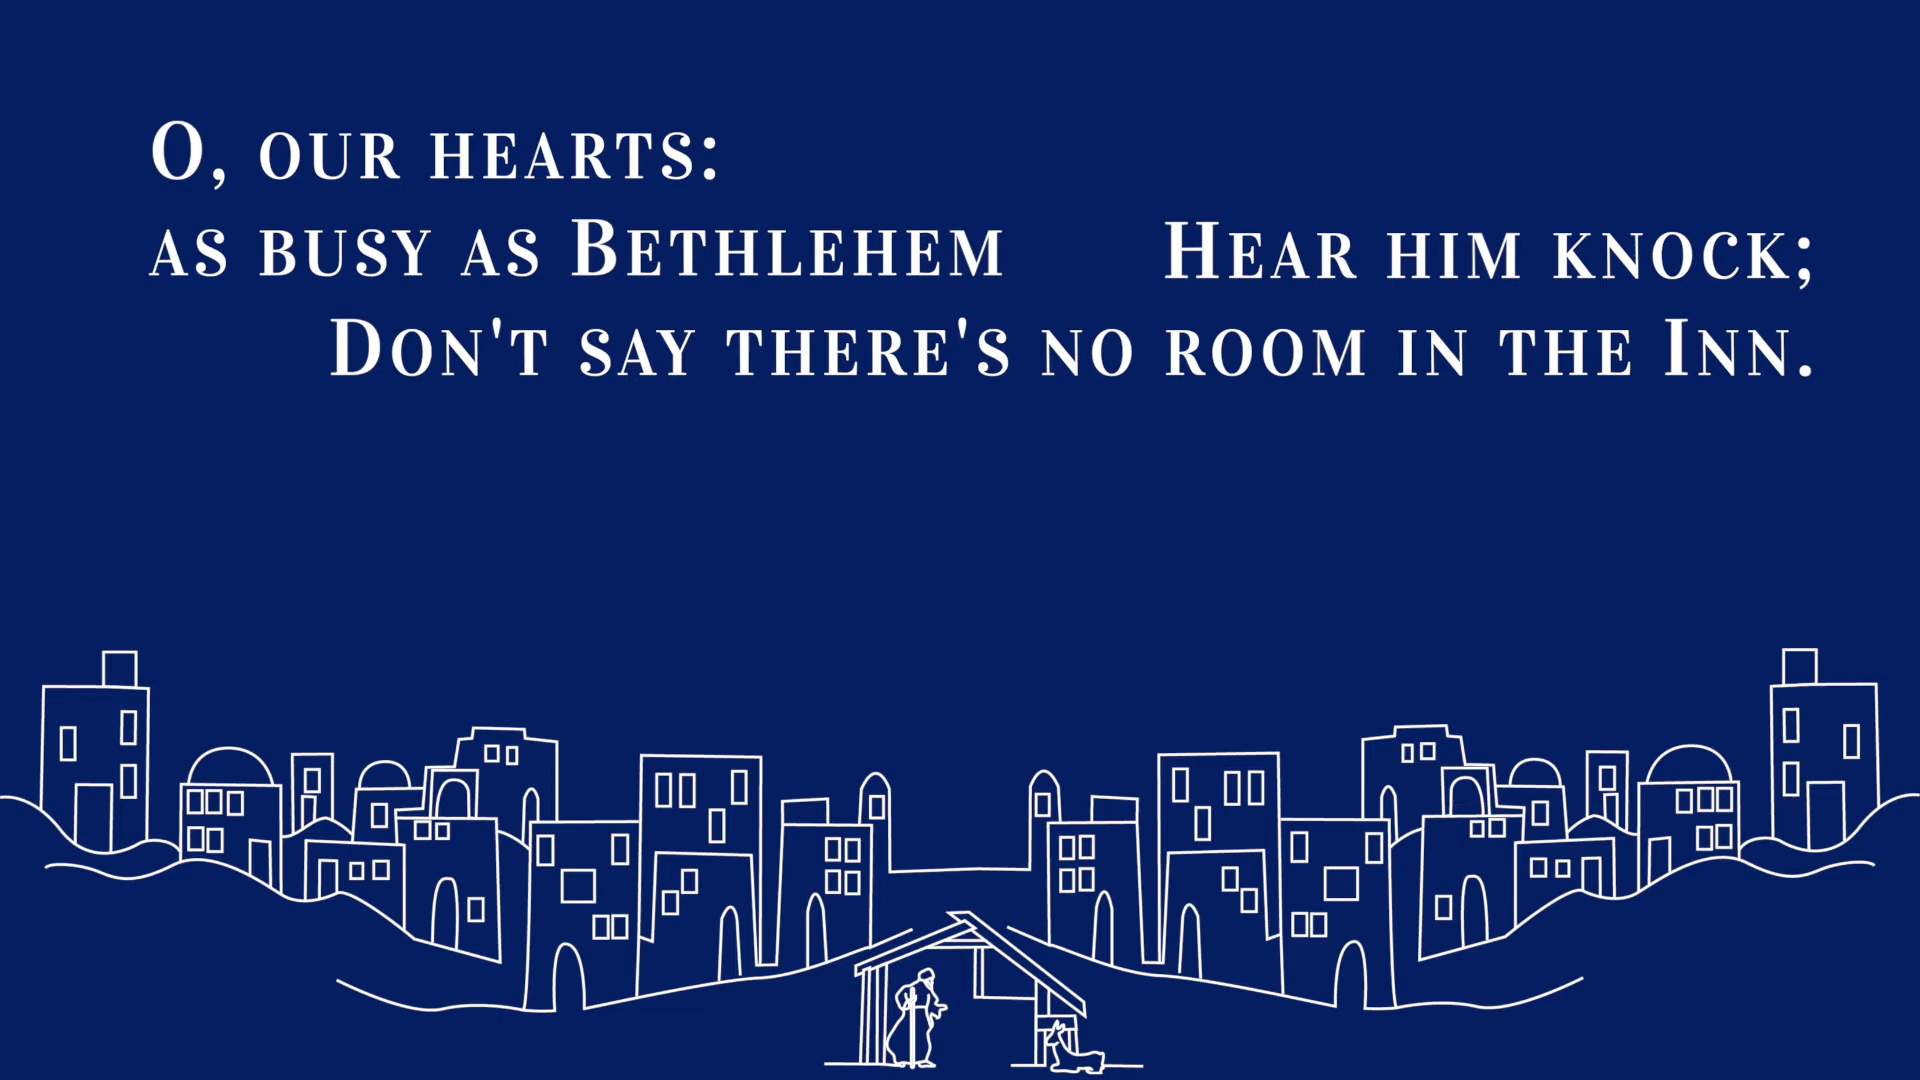 O, our hearts:
as busy as Bethlehem
Hear him knock;
Don't say there's no room in the Inn.